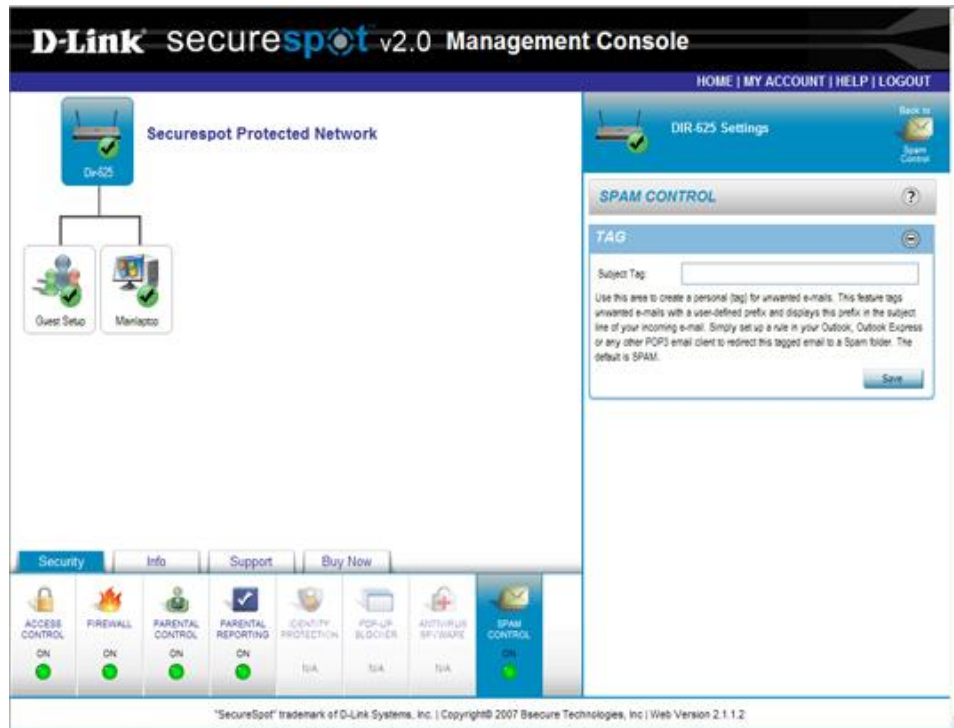 D-Link securespot v2.0 Management Console
HOME | MY ACCOUNT | HELP | LOGOUT
Securespot Protected Network
Dir-625
Guest Setup
Mainlaptop
DIR-625 Settings
Back to
Spam
Control
SPAM CONTROL
?
TAG
Subject Tag:
Use this area to create a personal (tag) for unwanted e-mails. This feature tags
unwanted e-mails with a user-defined prefix and displays this prefix in the subject
line of your incoming e-mail. Simply set up a rule in your Outlook, Outlook Express
or any other POP3 email client to redirect this tagged email to a Spam folder. The
default is SPAM.
Save
Security
Info
Support
Buy Now
ACCESS
CONTROL
ON
FIREWALL
ON
PARENTAL
CONTROL
ON
PARENTAL
REPORTING
ON
IDENTITY
PROTECTION
N/A
POP-UP
BLOCKER
N/A
ANTIVIRUS
SPYWARE
N/A
SPAM
CONTROL
ON
"SecureSpot" trademark of D-Link Systems, Inc. | Copyright© 2007 Bsecure Technologies, Inc | Web Version 2.1.1.2